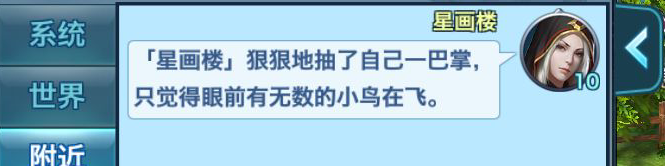 系统
世界
附近
星画楼
「星画楼」狠狠地抽了自己一巴掌，
只觉得眼前有无数的小鸟在飞。
10